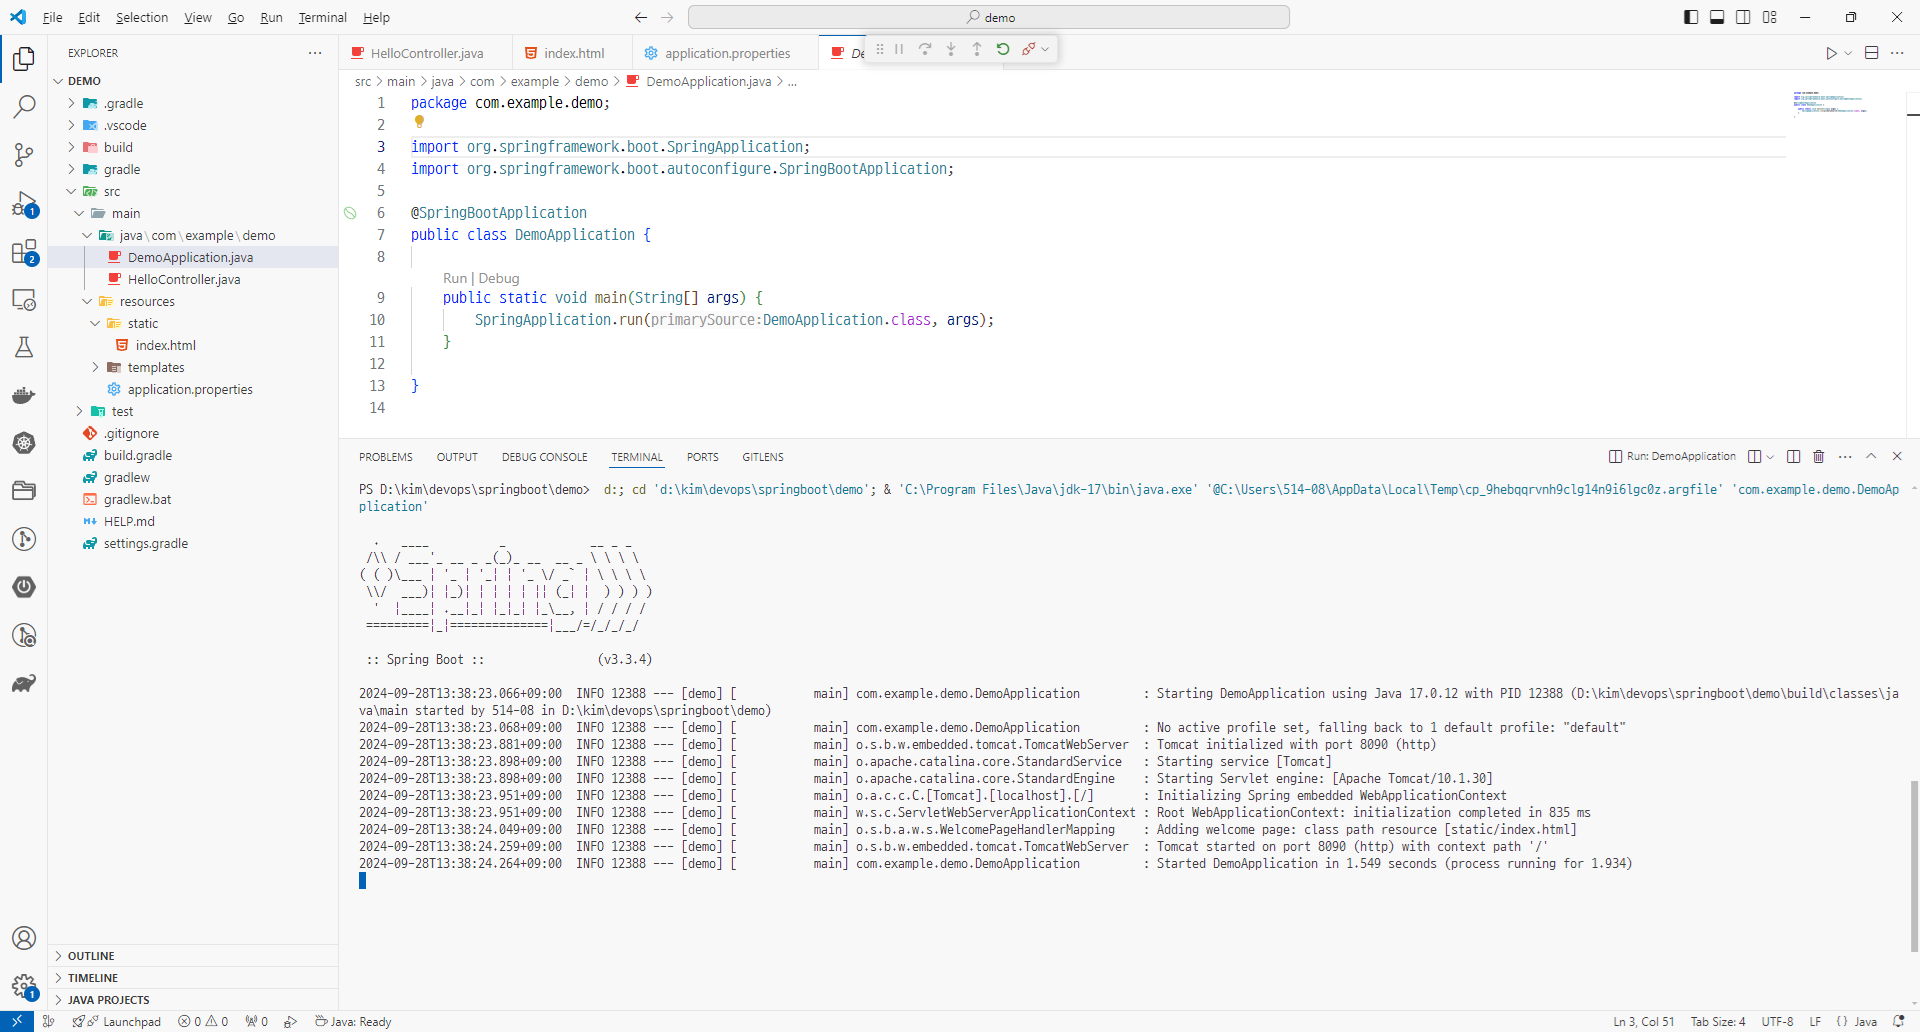 File Edit Selection View Go Run Terminal Help
demo
EXPLORER
DEMO
.gradle
.vscode
build
gradle
src
main
java\com\example\demo
DemoApplication.java
HelloController.java
resources
static
index.html
templates
application.properties
test
.gitignore
build.gradle
gradlew
gradlew.bat
HELP.md
settings.gradle
OUTLINE
TIMELINE
JAVA PROJECTS
HelloController.java index.html application.properties De
src > main > java > com > example > demo > DemoApplication.java > ...
1 package com.example.demo;
2
3 import org.springframework.boot.SpringApplication;
4 import org.springframework.boot.autoconfigure.SpringBootApplication;
5
6 @SpringBootApplication
7 public class DemoApplication {
8
Run | Debug
9 public static void main(String[] args) {
10 SpringApplication.run(primarySource:DemoApplication.class, args);
11 }
12
13 }
14
PROBLEMS OUTPUT DEBUG CONSOLE TERMINAL PORTS GITLENS
Run: DemoApplication
PS D:\kim\devops\springboot\demo> d:; cd 'd:\kim\devops\springboot\demo'; & 'C:\Program Files\Java\jdk-17\bin\java.exe' '@C:\Users\514-08\AppData\Local\Temp\cp_9hebqqrvnh9clg14n9i6lgc0z.argfile' 'com.example.demo.DemoAp
plication'
:: Spring Boot :: (v3.3.4)
2024-09-28T13:38:23.066+09:00 INFO 12388 --- [demo] [ main] com.example.demo.DemoApplication : Starting DemoApplication using Java 17.0.12 with PID 12388 (D:\kim\devops\springboot\demo\build\classes\ja
va\main started by 514-08 in D:\kim\devops\springboot\demo)
2024-09-28T13:38:23.068+09:00 INFO 12388 --- [demo] [ main] com.example.demo.DemoApplication : No active profile set, falling back to 1 default profile: "default"
2024-09-28T13:38:23.881+09:00 INFO 12388 --- [demo] [ main] o.s.b.w.embedded.tomcat.TomcatWebServer : Tomcat initialized with port 8090 (http)
2024-09-28T13:38:23.898+09:00 INFO 12388 --- [demo] [ main] o.apache.catalina.core.StandardService : Starting service [Tomcat]
2024-09-28T13:38:23.898+09:00 INFO 12388 --- [demo] [ main] o.apache.catalina.core.StandardEngine : Starting Servlet engine: [Apache Tomcat/10.1.30]
2024-09-28T13:38:23.951+09:00 INFO 12388 --- [demo] [ main] o.a.c.c.C.[Tomcat].[localhost].[/] : Initializing Spring embedded WebApplicationContext
2024-09-28T13:38:23.951+09:00 INFO 12388 --- [demo] [ main] w.s.c.ServletWebServerApplicationContext : Root WebApplicationContext: initialization completed in 835 ms
2024-09-28T13:38:24.049+09:00 INFO 12388 --- [demo] [ main] o.s.b.a.w.s.WelcomePageHandlerMapping : Adding welcome page: class path resource [static/index.html]
2024-09-28T13:38:24.259+09:00 INFO 12388 --- [demo] [ main] o.s.b.w.embedded.tomcat.TomcatWebServer : Tomcat started on port 8090 (http) with context path '/'
2024-09-28T13:38:24.264+09:00 INFO 12388 --- [demo] [ main] com.example.demo.DemoApplication : Started DemoApplication in 1.549 seconds (process running for 1.934)
1
2
1
Launchpad 0 0 0 Java: Ready
Ln 3, Col 51 Tab Size: 4 UTF-8 LF {} Java